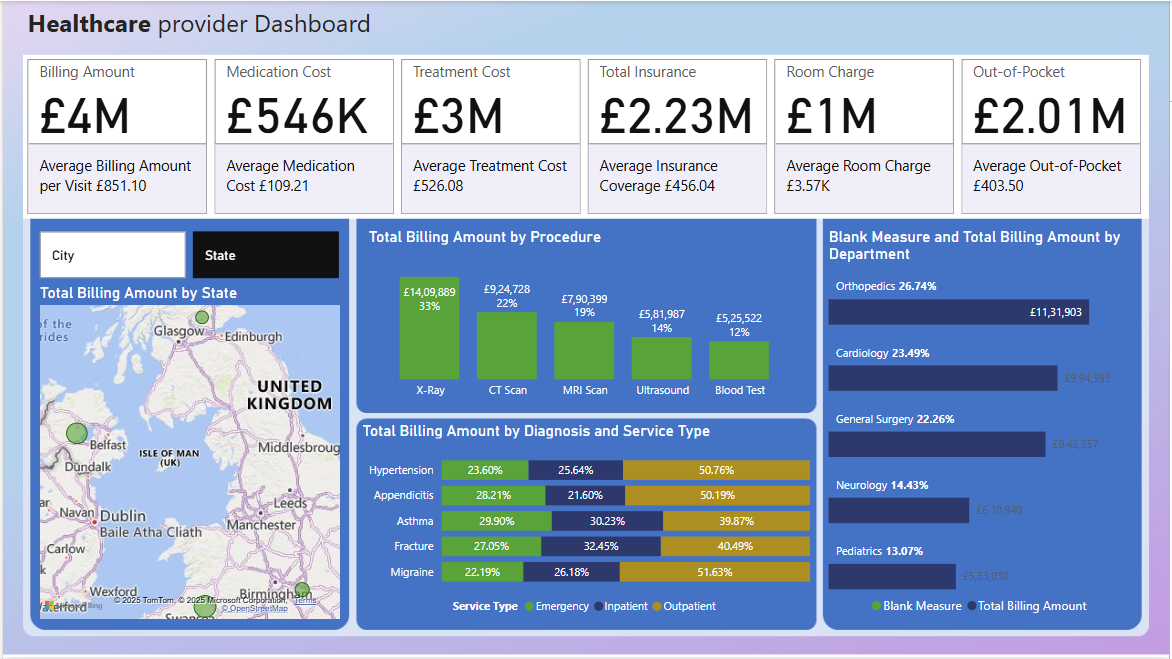 Healthcare provider Dashboard
Billing Amount
£4M
Average Billing Amount
per Visit £851.10
Medication Cost
£546K
Average Medication
Cost £109.21
Treatment Cost
£3M
Average Treatment Cost
£526.08
Total Insurance
£2.23M
Average Insurance
Coverage £456.04
Room Charge
£1M
Average Room Charge
£3.57K
Out-of-Pocket
£2.01M
Average Out-of-Pocket
£403.50
City
State
Total Billing Amount by State
of the
rides
Glasgow
Edinburgh
UNITED
KINGDOM
Belfast
ISLE OF MAN
(UK)
Middlesbroug
Dundalk
Navan
Dublin
Baile Atha Cliath
Leeds
Manchester
Carlow
Wexford
Birmingham
© 2025 TomTom, © 2025 Microsoft Corporation, Terms
© OpenStreetMap
Swansea
Total Billing Amount by Procedure
£14,09,889
33%
£9,24,728
22%
£7,90,399
19%
£5,81,987
14%
£5,25,522
12%
X-Ray
CT Scan
MRI Scan
Ultrasound
Blood Test
Total Billing Amount by Diagnosis and Service Type
Hypertension 23.60% 25.64% 50.76%
Appendicitis 28.21% 21.60% 50.19%
Asthma 29.90% 30.23% 39.87%
Fracture 27.05% 32.45% 40.49%
Migraine 22.19% 26.18% 51.63%
Service Type Emergency Inpatient Outpatient
Blank Measure and Total Billing Amount by
Department
Orthopedics 26.74%
£11,31,903
Cardiology 23.49%
£9,94,395
General Surgery 22.26%
£9,42,257
Neurology 14.43%
£6,10,940
Pediatrics 13.07%
£5,53,030
Blank Measure Total Billing Amount